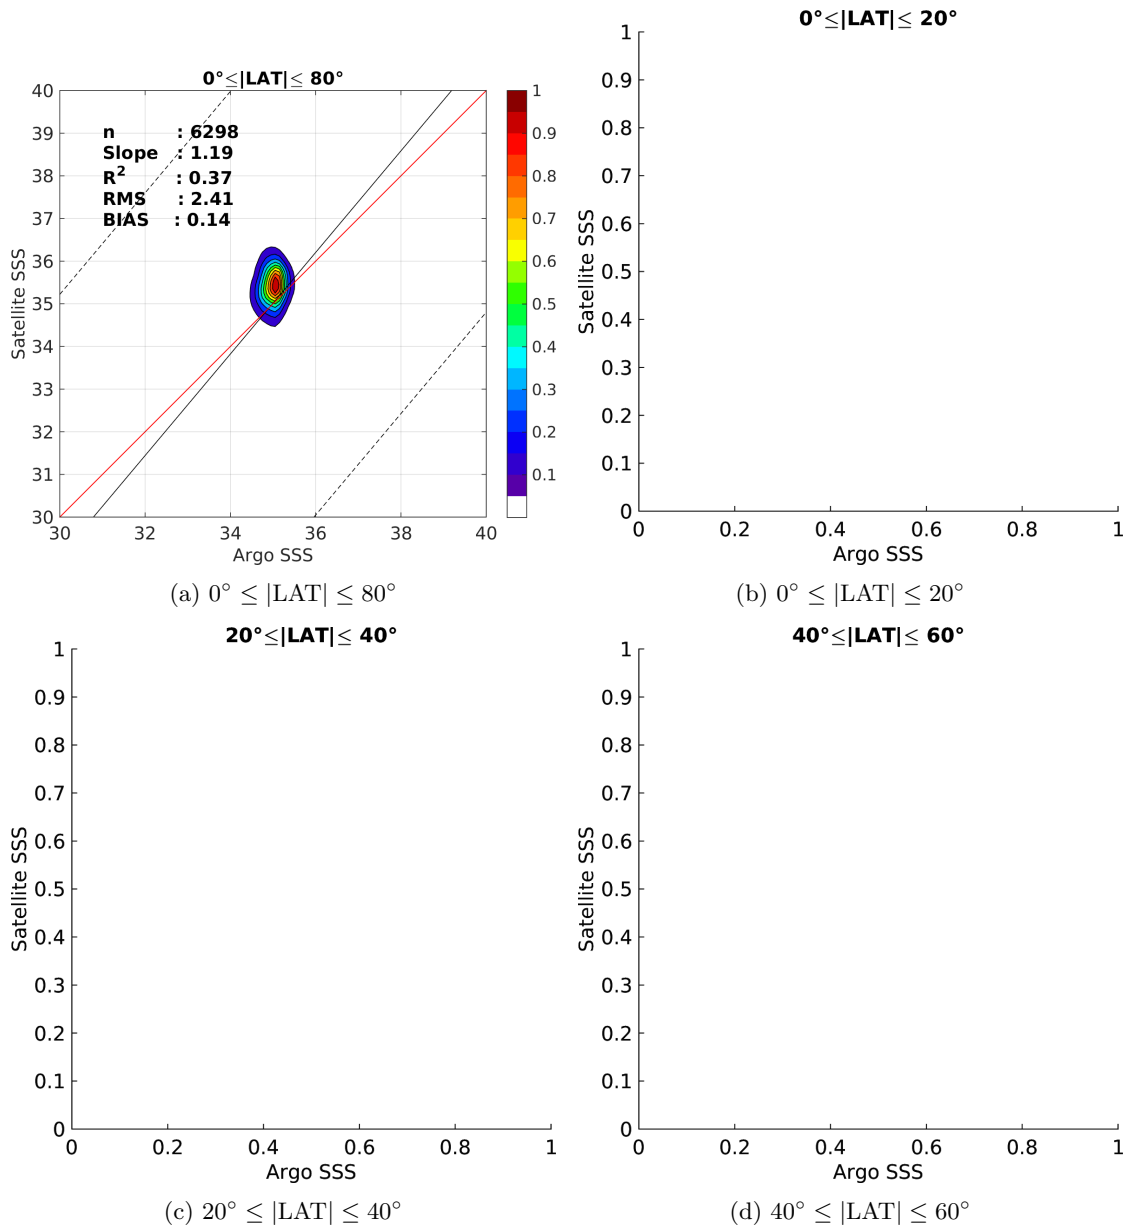 0°≤|LAT|≤ 80°
40
39
38
37
36
35
34
33
32
31
30
n : 6298
Slope : 1.19
R² : 0.37
RMS : 2.41
BIAS : 0.14
Satellite SSS
30 32 34 36 38 40
Argo SSS
1
0.9
0.8
0.7
0.6
0.5
0.4
0.3
0.2
0.1
(a) 0° ≤ |LAT| ≤ 80°
0°≤|LAT|≤ 20°
1
0.9
0.8
0.7
0.6
0.5
0.4
0.3
0.2
0.1
0
Satellite SSS
0 0.2 0.4 0.6 0.8 1
Argo SSS
(b) 0° ≤ |LAT| ≤ 20°
20°≤|LAT|≤ 40°
1
0.9
0.8
0.7
0.6
0.5
0.4
0.3
0.2
0.1
0
Satellite SSS
0 0.2 0.4 0.6 0.8 1
Argo SSS
(c) 20° ≤ |LAT| ≤ 40°
40°≤|LAT|≤ 60°
1
0.9
0.8
0.7
0.6
0.5
0.4
0.3
0.2
0.1
0
Satellite SSS
0 0.2 0.4 0.6 0.8 1
Argo SSS
(d) 40° ≤ |LAT| ≤ 60°